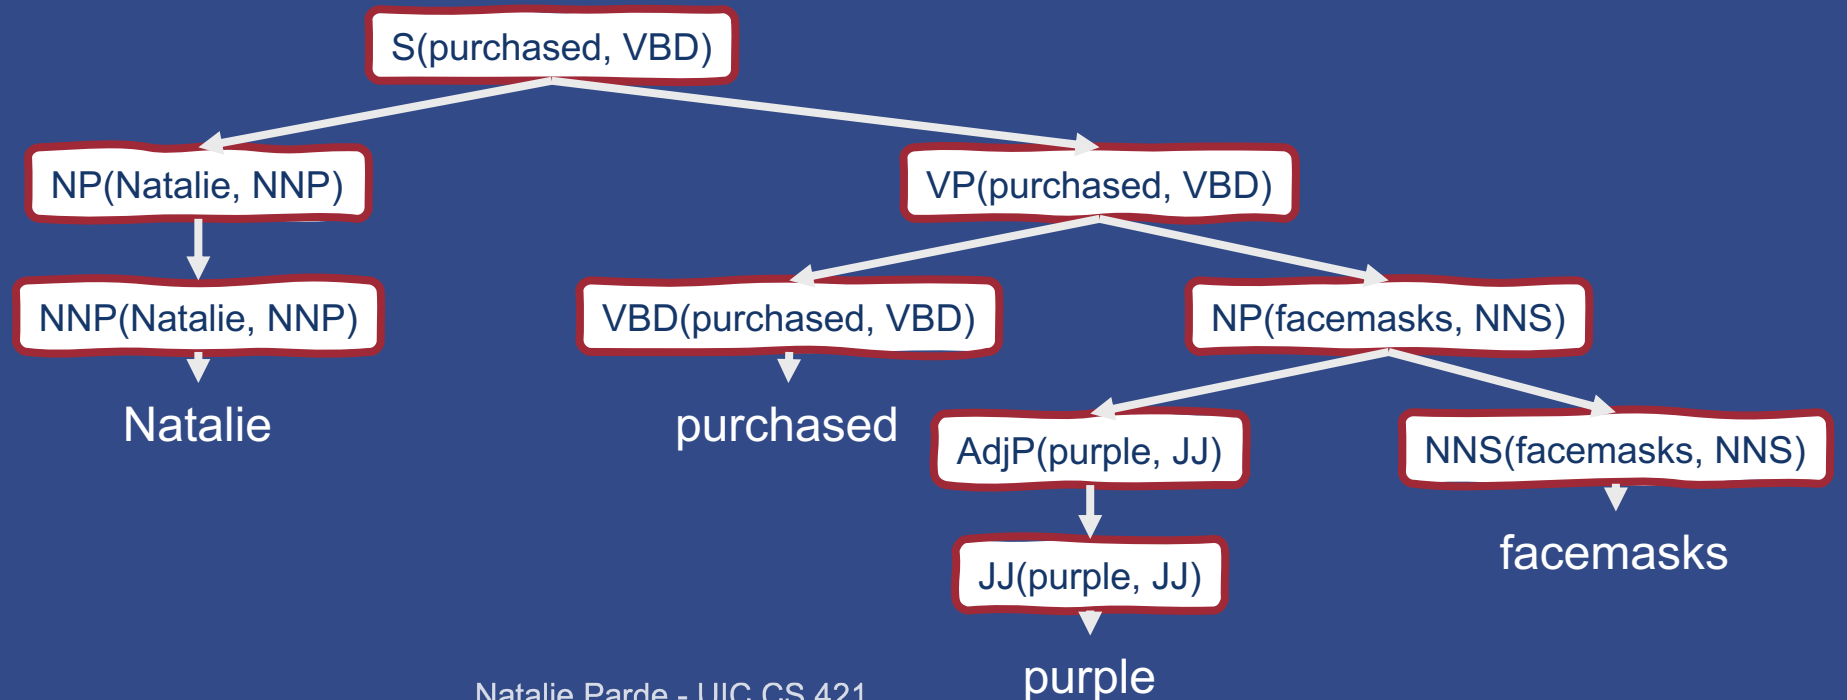 S(purchased, VBD)
NP(Natalie, NNP)
VP(purchased, VBD)
NNP(Natalie, NNP)
VBD(purchased, VBD)
NP(facemasks, NNS)
Natalie
purchased
AdjP(purple, JJ)
NNS(facemasks, NNS)
facemasks
JJ(purple, JJ)
purple
Natalie Parde - UIC CS 421